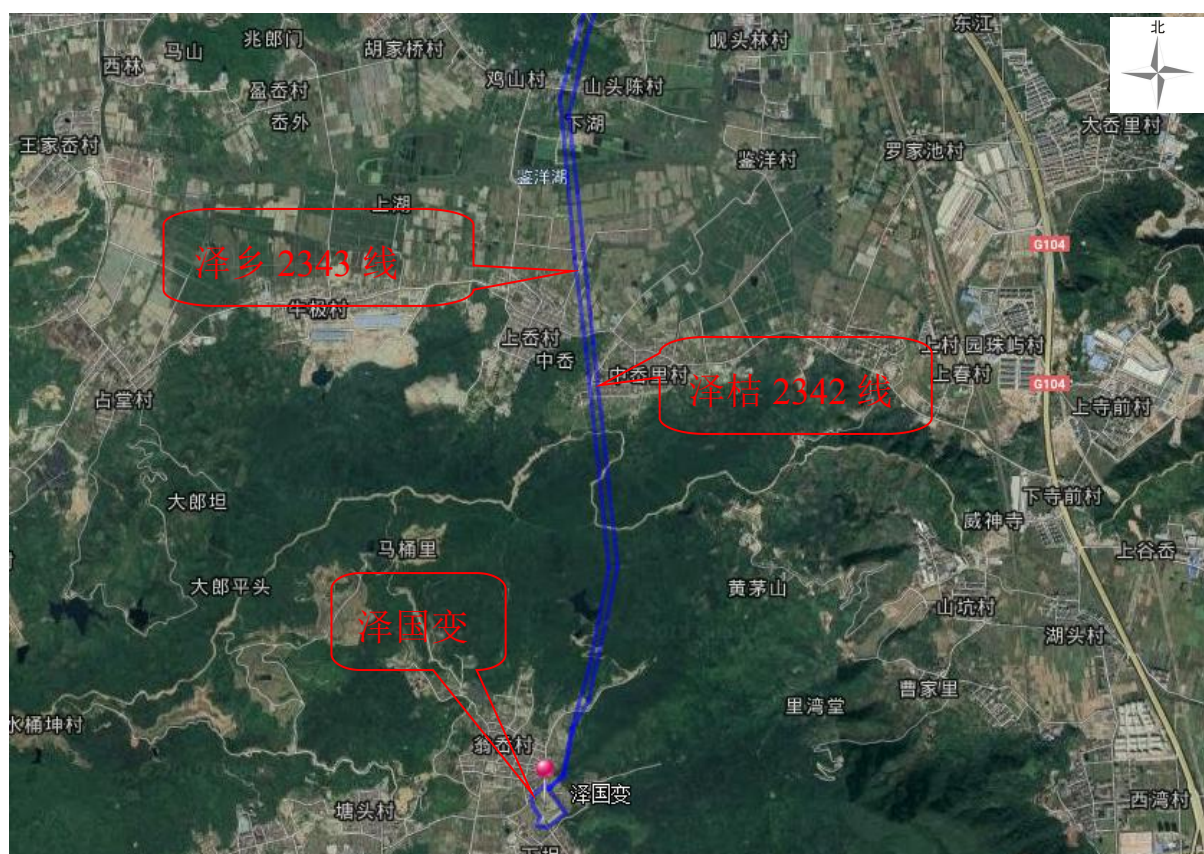 北
兆郎门
东江
马山
胡家桥村
岘头林村
西林
鸡山村
山头陈村
盈岙村
岙外
下湖
大岙里村
王家岙村
罗家池村
鉴洋村
鉴洋湖
上湖
G104
泽乡 2343 线
牛极村
上岙村
上村
园珠屿村
中岙
中岙里村
上春村
G104
泽桔 2342 线
占堂村
上寺前村
大郎坦
下寺前村
威神寺
马桶里
上谷岙
大郎平头
黄茅山
山坑村
泽国变
湖头村
曹家里
里湾堂
水桶坤村
翁岙村
泽国变
西湾村
塘头村